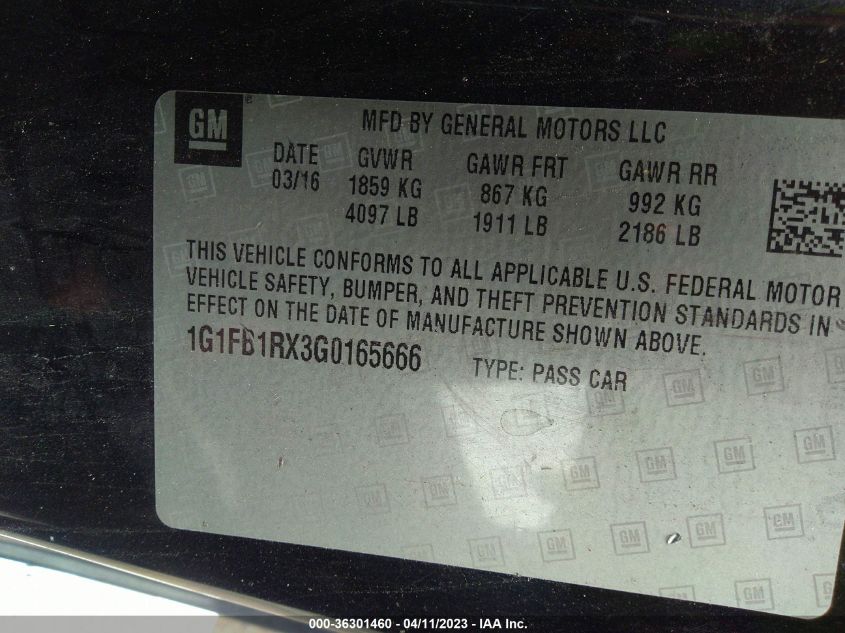 GM
MFD BY GENERAL MOTORS LLC
DATE GVWR GAWR FRT GAWR RR
03/16 1859 KG 867 KG 992 KG
4097 LB 1911 LB 2186 LB
THIS VEHICLE CONFORMS TO ALL APPLICABLE U.S. FEDERAL MOTOR
VEHICLE SAFETY, BUMPER, AND THEFT PREVENTION STANDARDS IN
EFFECT ON THE DATE OF MANUFACTURE SHOWN ABOVE.
1G1FB1RX3G0165666 TYPE: PASS CAR
000-36301460 - 04/11/2023 - IAA Inc.